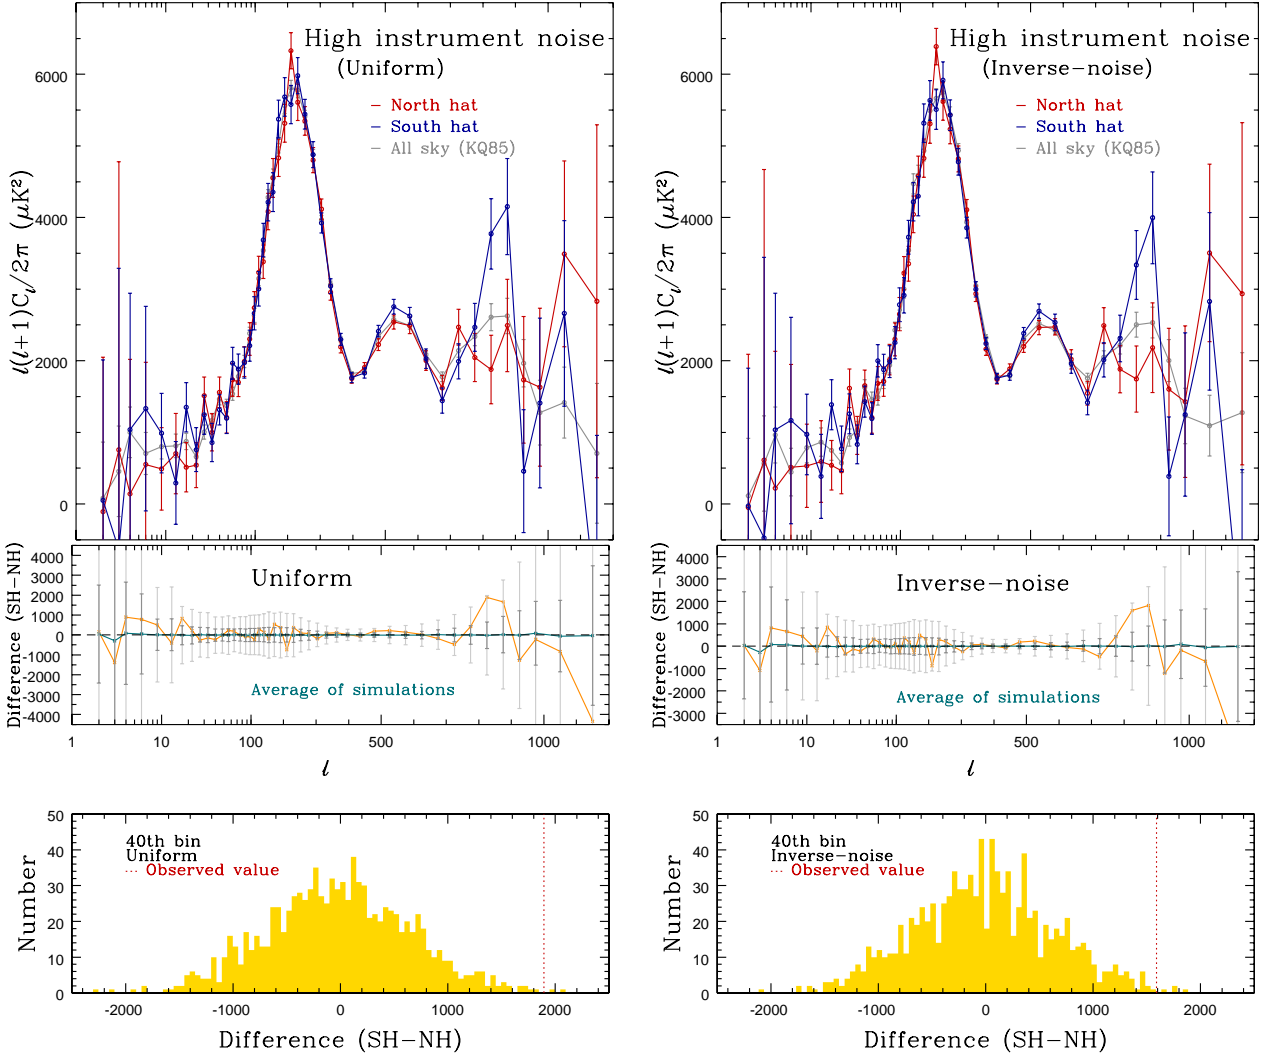 High instrument noise
(Uniform)
North hat
South hat
All sky (KQ85)
6000
4000
2000
0
l(l+1)Cl/2π (μK²)
High instrument noise
(Inverse−noise)
North hat
South hat
All sky (KQ85)
6000
4000
2000
0
l(l+1)Cl/2π (μK²)
Uniform
Average of simulations
4000
3000
2000
1000
0
-1000
-2000
-3000
-4000
Difference (SH−NH)
1 10 100 500 1000
l
Inverse−noise
Average of simulations
4000
3000
2000
1000
0
-1000
-2000
-3000
Difference (SH−NH)
1 10 100 500 1000
l
40th bin
Uniform
Observed value
50
40
30
20
10
0
Number
-2000 -1000 0 1000 2000
Difference (SH−NH)
40th bin
Inverse−noise
Observed value
50
40
30
20
10
0
Number
-2000 -1000 0 1000 2000
Difference (SH−NH)